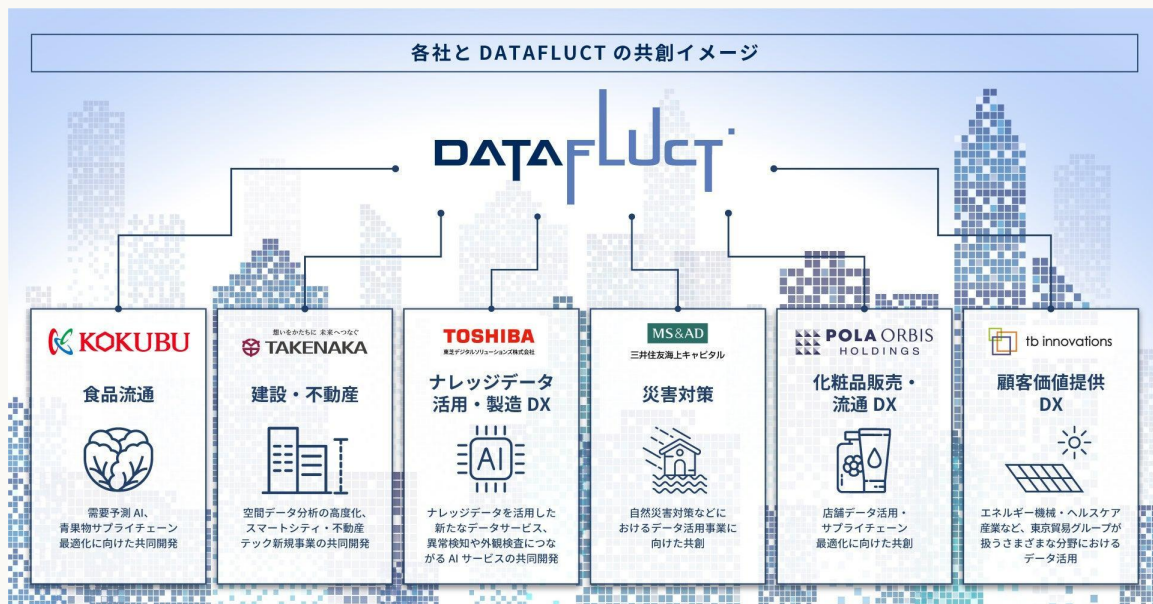 各社と DATAFLUCT の共創イメージ
DATAFLUCT
KOKUBU
食品流通
需要予測 AI、
青果物サプライチェーン
最適化に向けた共同開発
想いをかたちに 未来へつなぐ
TAKENAKA
建設・不動産
空間データ分析の高度化、
スマートシティ・不動産
テック新規事業の共同開発
TOSHIBA
東芝デジタルソリューションズ株式会社
ナレッジデータ
活用・製造 DX
AI
ナレッジデータを活用した
新たなデータサービス、
異常検知や外観検査につな
がる AI サービスの共同開発
MS&AD
三井住友海上キャピタル
災害対策
自然災害対策などに
おけるデータ活用事業に
向けた共創
POLA ORBIS
HOLDINGS
化粧品販売・
流通 DX
店舗データ活用・
サプライチェーン
最適化に向けた共創
tb innovations
顧客価値提供
DX
エネルギー機械・ヘルスケア
産業など、東京貿易グループが
扱うさまざまな分野における
データ活用